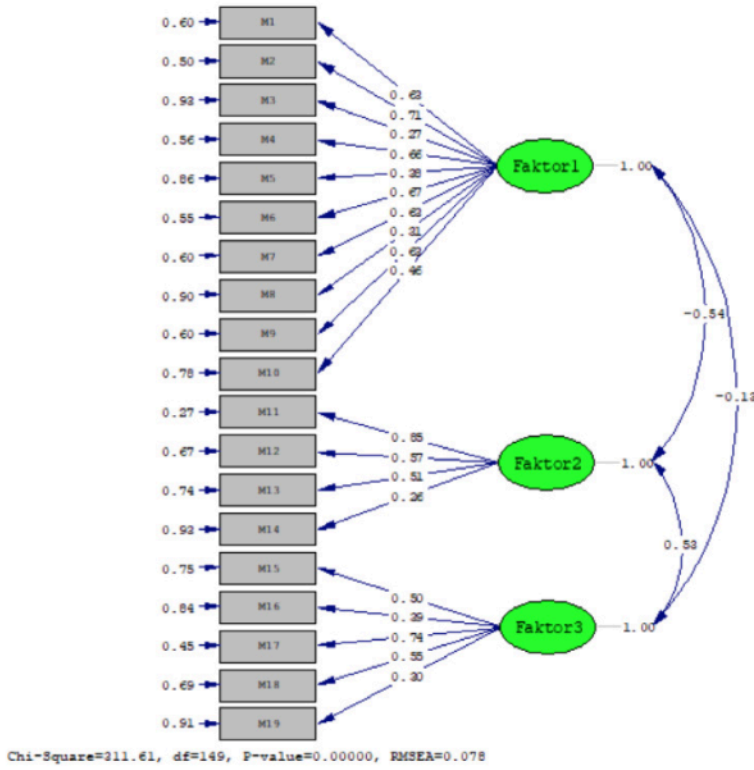 0.60 M1
0.50 M2
0.93 M3
0.56 M4
0.86 M5
0.55 M6
0.60 M7
0.90 M8
0.60 M9
0.78 M10
0.27 M11
0.67 M12
0.74 M13
0.93 M14
0.75 M15
0.84 M16
0.45 M17
0.69 M18
0.91 M19
0.63
0.71
0.27
0.66
0.38
0.67
0.63
0.31
0.63
0.46
Faktor1 1.00
0.85
0.57
0.51
0.26
Faktor2 1.00
0.50
0.39
0.74
0.55
0.30
Faktor3 1.00
-0.54
-0.13
0.53
Chi-Square=311.61, df=149, P-value=0.00000, RMSEA=0.078